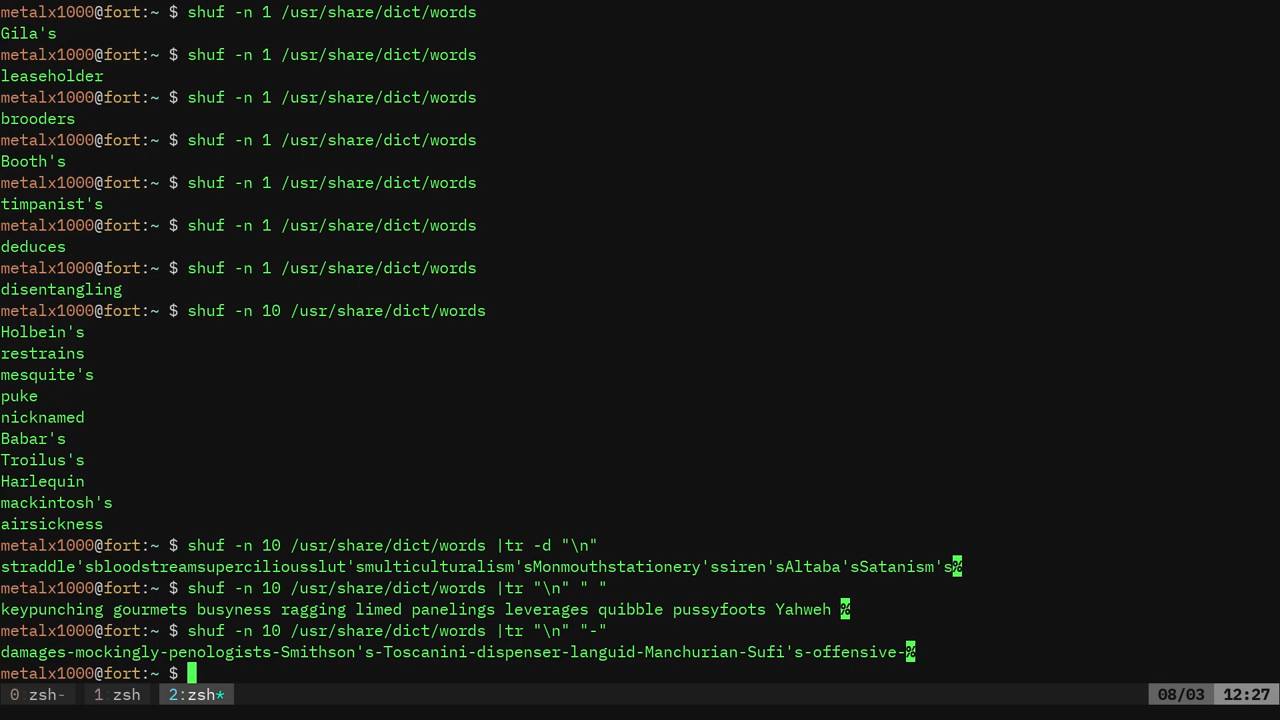 metalx1000@fort:~ $ shuf -n 1 /usr/share/dict/words
Gila's
metalx1000@fort:~ $ shuf -n 1 /usr/share/dict/words
leaseholder
metalx1000@fort:~ $ shuf -n 1 /usr/share/dict/words
brooders
metalx1000@fort:~ $ shuf -n 1 /usr/share/dict/words
Booth's
metalx1000@fort:~ $ shuf -n 1 /usr/share/dict/words
timpanist's
metalx1000@fort:~ $ shuf -n 1 /usr/share/dict/words
deduces
metalx1000@fort:~ $ shuf -n 1 /usr/share/dict/words
disentangling
metalx1000@fort:~ $ shuf -n 10 /usr/share/dict/words
Holbein's
restrains
mesquite's
puke
nicknamed
Babar's
Troilus's
Harlequin
mackintosh's
airsickness
metalx1000@fort:~ $ shuf -n 10 /usr/share/dict/words |tr -d "\n"
straddle'sbloodstreamsuperciliousslut'smulticulturalism'sMonmouthstationery'ssiren'sAltaba'sSatanism's%
metalx1000@fort:~ $ shuf -n 10 /usr/share/dict/words |tr "\n" " "
keypunching gourmets busyness ragging limed panelings leverages quibble pussyfoots Yahweh %
metalx1000@fort:~ $ shuf -n 10 /usr/share/dict/words |tr "\n" "-"
damages-mockingly-penologists-Smithson's-Toscanini-dispenser-languid-Manchurian-Sufi's-offensive-%
metalx1000@fort:~ $
0 zsh- 1 zsh 2:zsh* 08/03 12:27